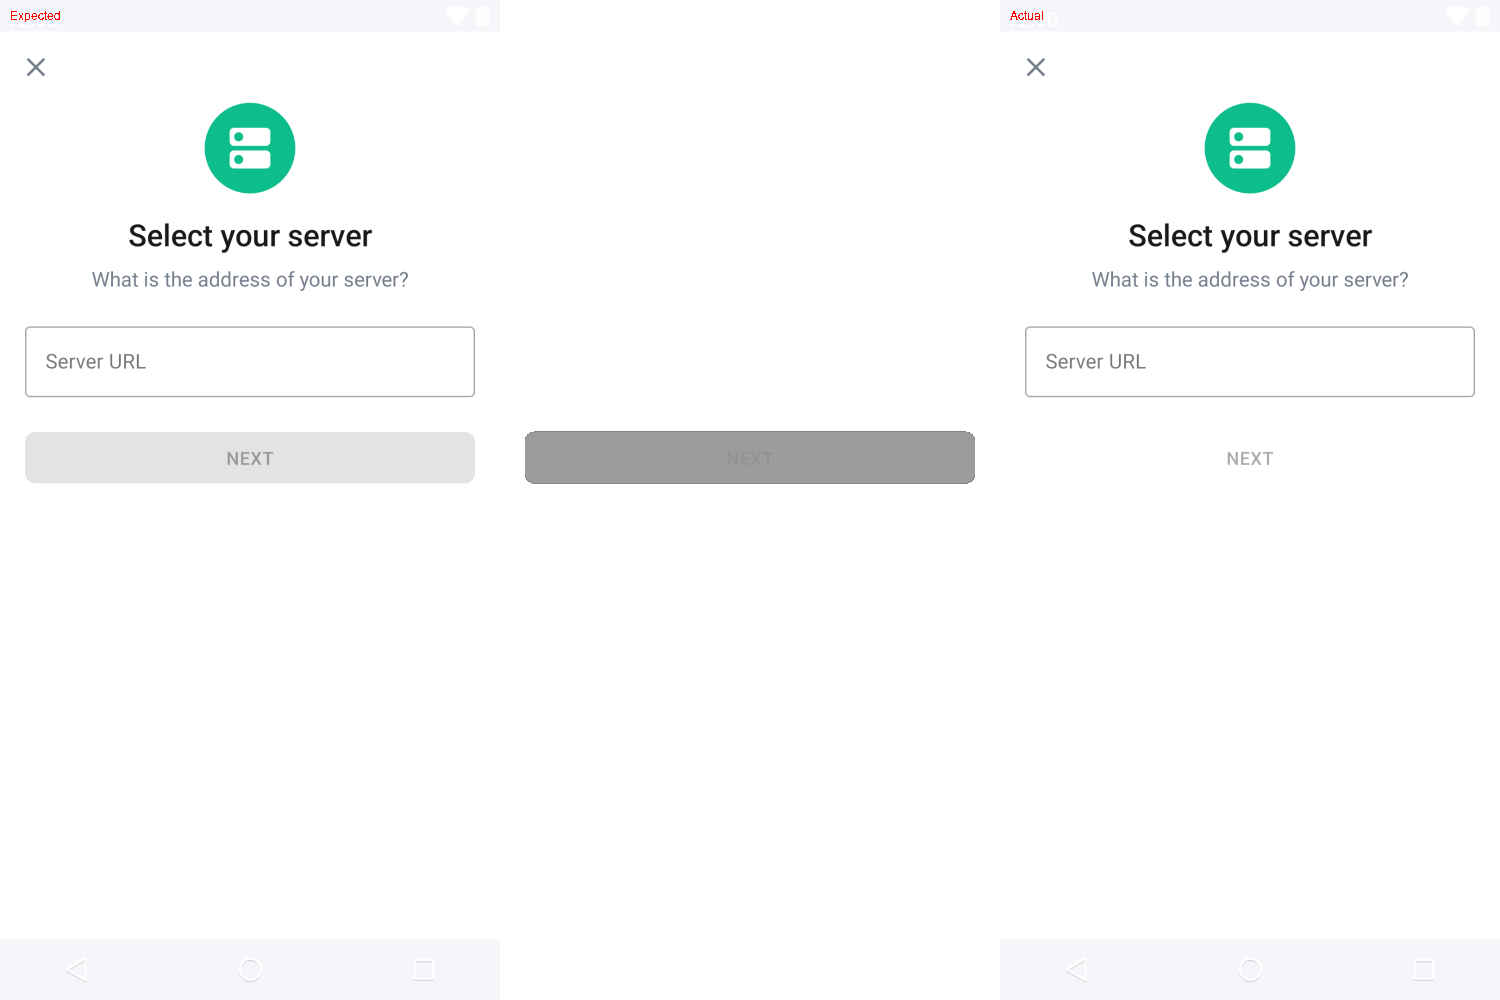 Expected
Select your server
What is the address of your server?
Server URL
NEXT
NEXT
Actual
Select your server
What is the address of your server?
Server URL
NEXT